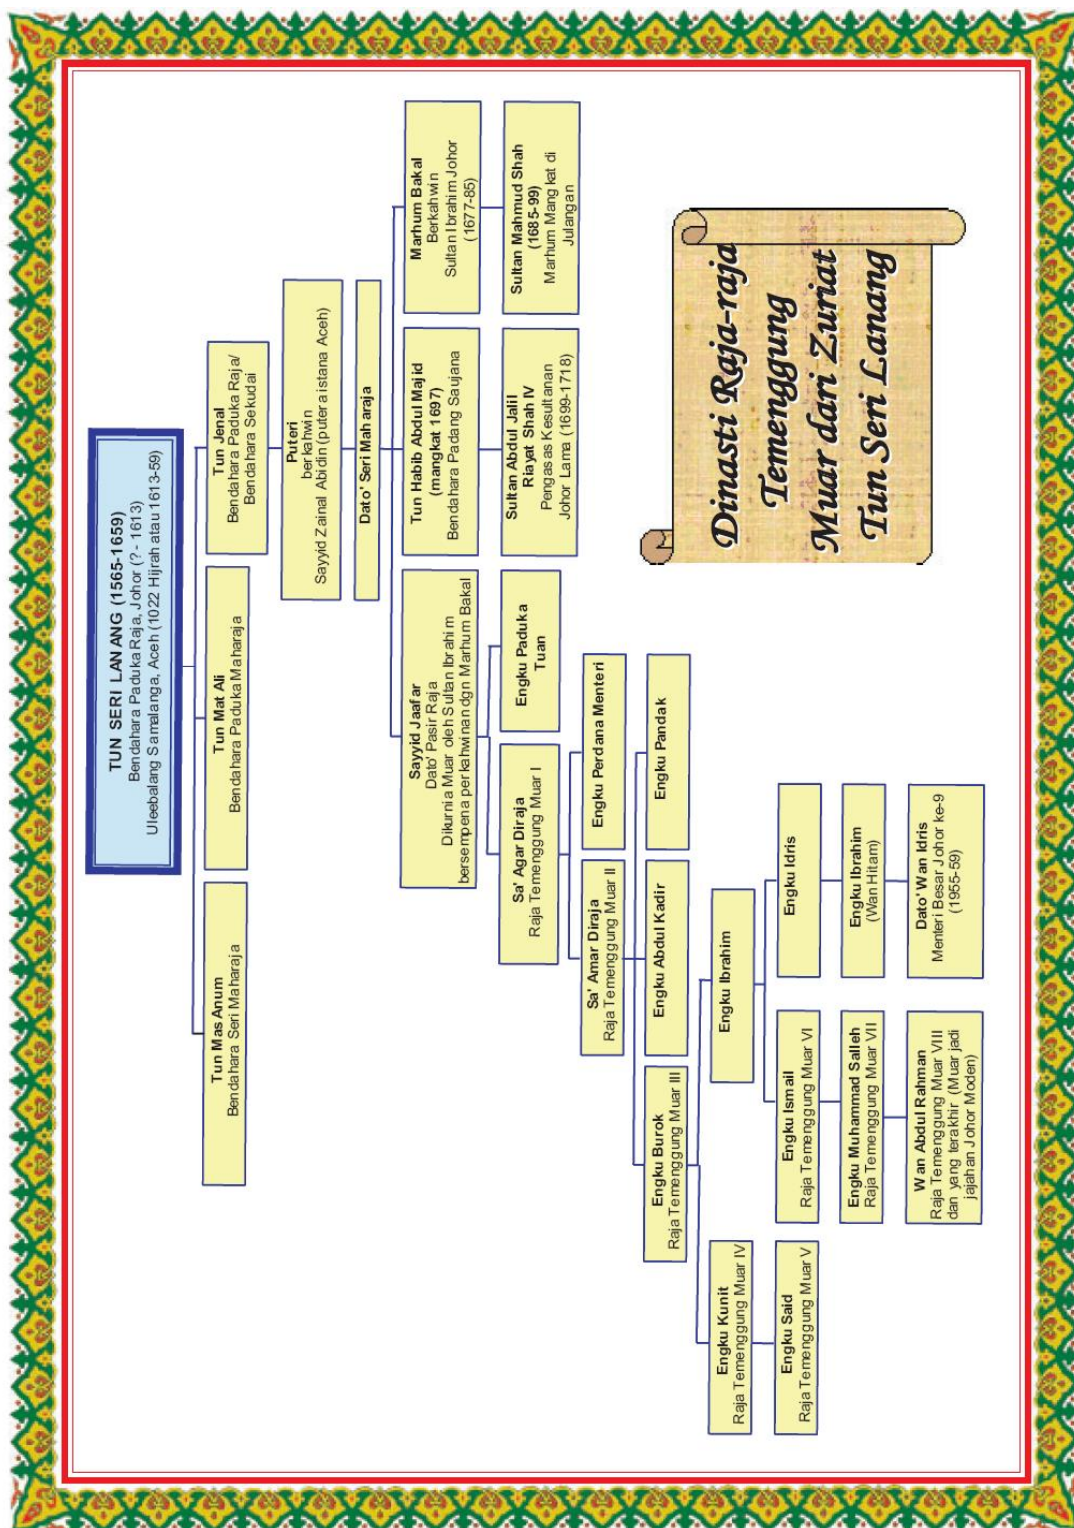 TUN SERI LANANG (1565-1659)
Bendahara Paduka Raja, Johor (? - 1613)
Uleebalang Samalanga, Aceh (1022 Hijrah atau 1613-59)
Tun Mas Anum
Bendahara Seri Maharaja
Tun Mat Ali
Bendahara Paduka Maharaja
Tun Jenal
Bendahara Paduka Raja/
Bendahara Sekudai
Puteri
berkahwin
Sayyid Zainal Abidin (putera istana Aceh)
Dato' Seri Maharaja
Sayyid Jaafar
Dato' Pasir Raja
Dikurnia Muar oleh Sultan Ibrahim
bersempena perkahwinan dgn Marhum Bakal
Tun Habib Abdul Majid
(mangkat 1697)
Bendahara Padang Saujana
Marhum Bakal
Berkahwin
Sultan Ibrahim Johor
(1677-85)
Sa' Agar Diraja
Raja Temenggung Muar I
Engku Paduka
Tuan
Sultan Abdul Jalil
Riayat Shah IV
Pengasas Kesultanan
Johor Lama (1699-1718)
Sultan Mahmud Shah
(1685-99)
Marhum Mangkat di
Julangan
Sa' Amar Diraja
Raja Temenggung Muar II
Engku Perdana Menteri
Engku Burok
Raja Temenggung Muar III
Engku Abdul Kadir
Engku Pandak
Engku Kunit
Raja Temenggung Muar IV
Engku Ibrahim
Engku Said
Raja Temenggung Muar V
Engku Ismail
Raja Temenggung Muar VI
Engku Idris
Engku Muhammad Salleh
Raja Temenggung Muar VII
Engku Ibrahim
(Wan Hitam)
Wan Abdul Rahman
Raja Temenggung Muar VIII
dan yang terakhir (Muar jadi
jajahan Johor Moden)
Dato' Wan Idris
Menteri Besar Johor ke-9
(1955-59)
Dinasti Raja-raja
Temenggung
Muar dari Zuriat
Tun Seri Lanang